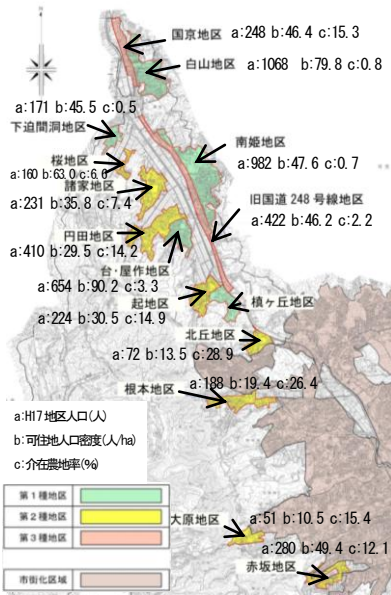 国京地区 a:248 b:46.4 c:15.3
白山地区 a:1068 b:79.8 c:0.8
a:171 b:45.5 c:0.5
下迫間洞地区
南姫地区
a:982 b:47.6 c:0.7
桜地区
a:160 b:63.0 c:6.0
諸家地区
a:231 b:35.8 c:7.4
旧国道248号線地区
a:422 b:46.2 c:2.2
円田地区
a:410 b:29.5 c:14.2
台・屋作地区
a:654 b:90.2 c:3.3
起地区
a:224 b:30.5 c:14.9
槙ヶ丘地区
北丘地区
a:72 b:13.5 c:28.9
a:188 b:19.4 c:26.4
根本地区
a:H17地区人口(人)
b:可住地人口密度(人/ha)
c:介在農地率(%)
第1種地区
第2種地区
第3種地区
市街化区域
大原地区
a:51 b:10.5 c:15.4
a:280 b:49.4 c:12.1
赤坂地区